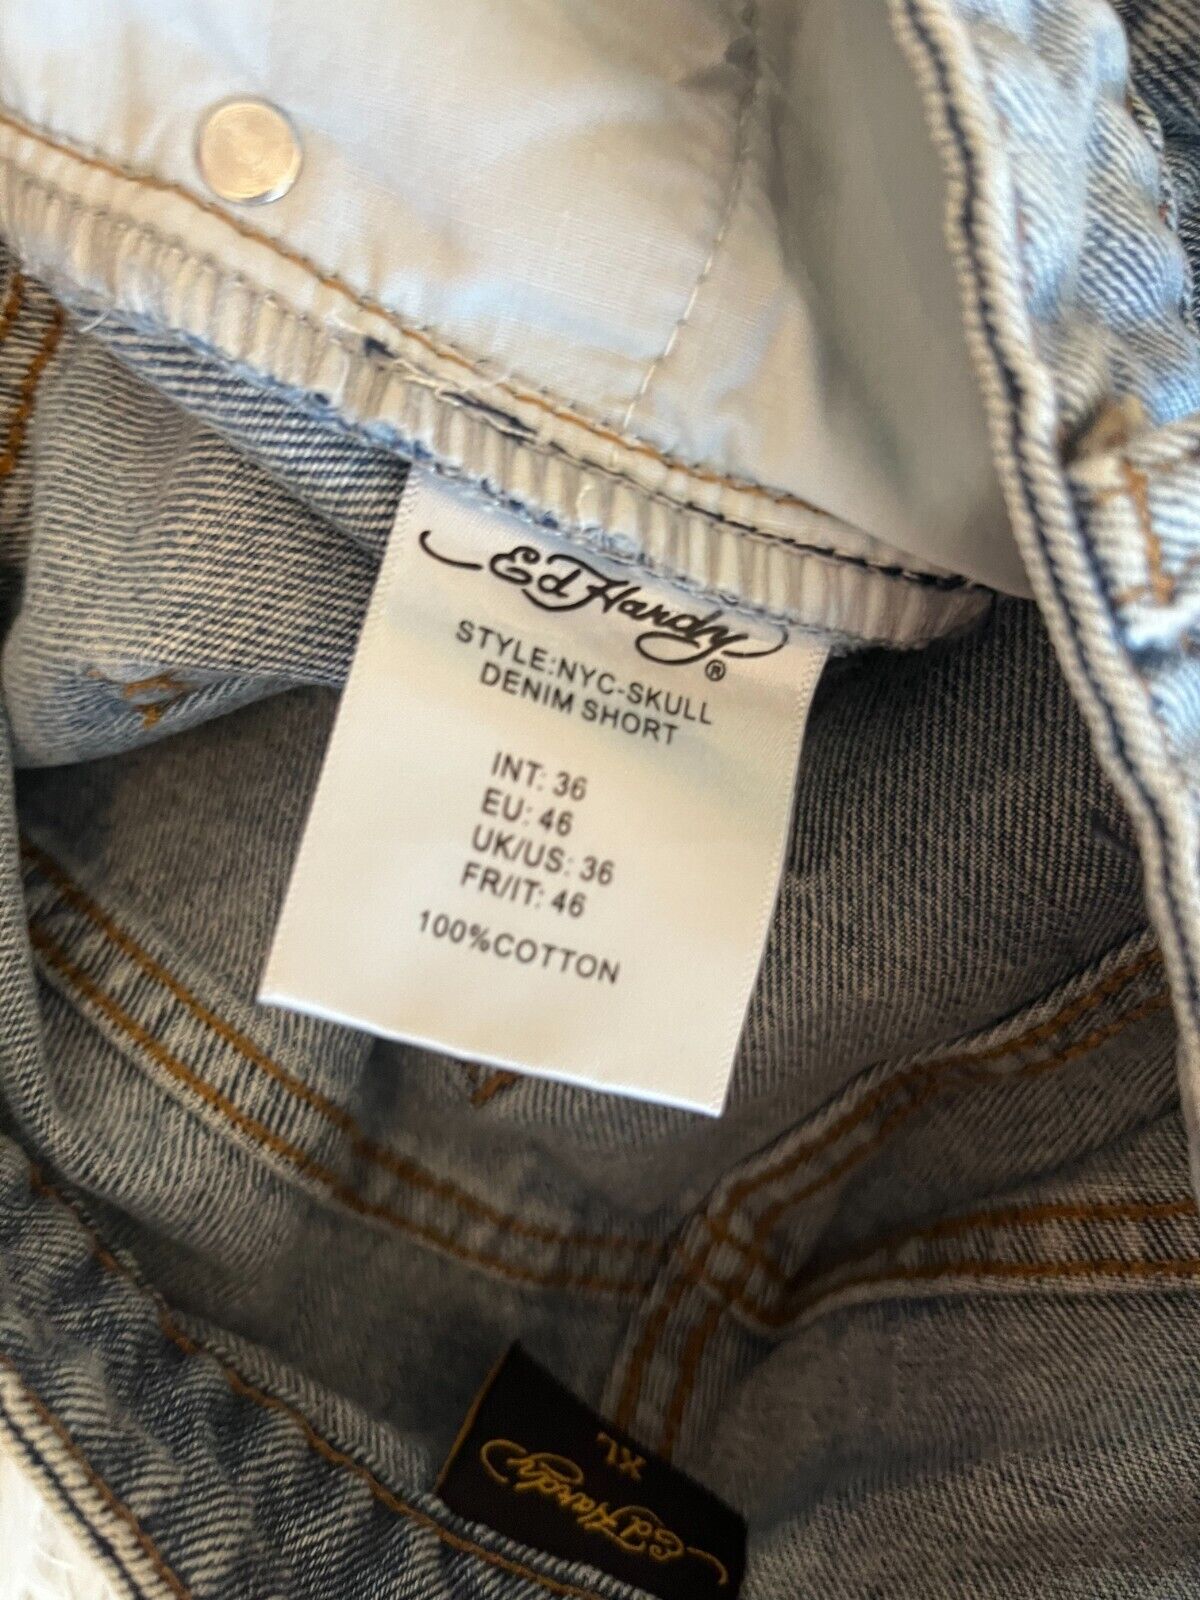 Ed Hardy®
STYLE:NYC-SKULL
DENIM SHORT
INT: 36
EU: 46
UK/US: 36
FR/IT: 46
100%COTTON
XL
Ed Hardy